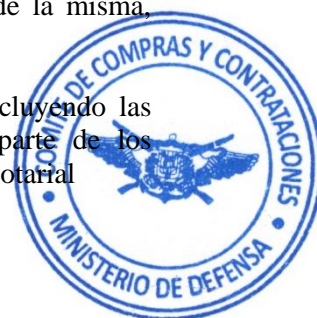 de la misma,
cluyendo las
parte de los
otarial
COMITÉ DE COMPRAS Y CONTRATACIONES
MINISTERIO DE DEFENSA